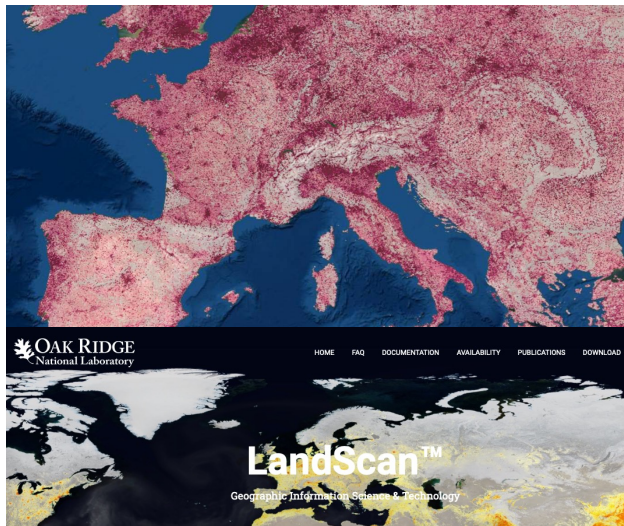 OAK RIDGE
National Laboratory
HOME FAQ DOCUMENTATION AVAILABILITY PUBLICATIONS DOWNLOAD
LandScan™
Geographic Information Science & Technology